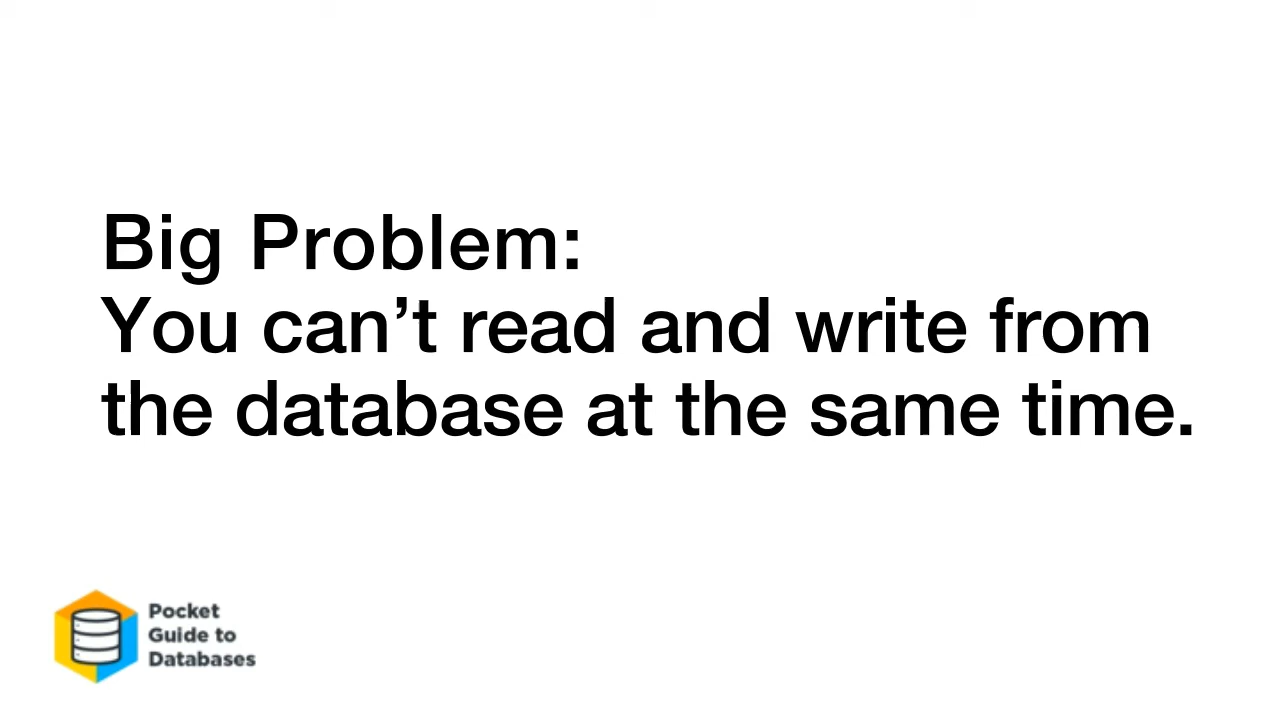 Big Problem:
You can’t read and write from
the database at the same time.
Pocket
Guide to
Databases